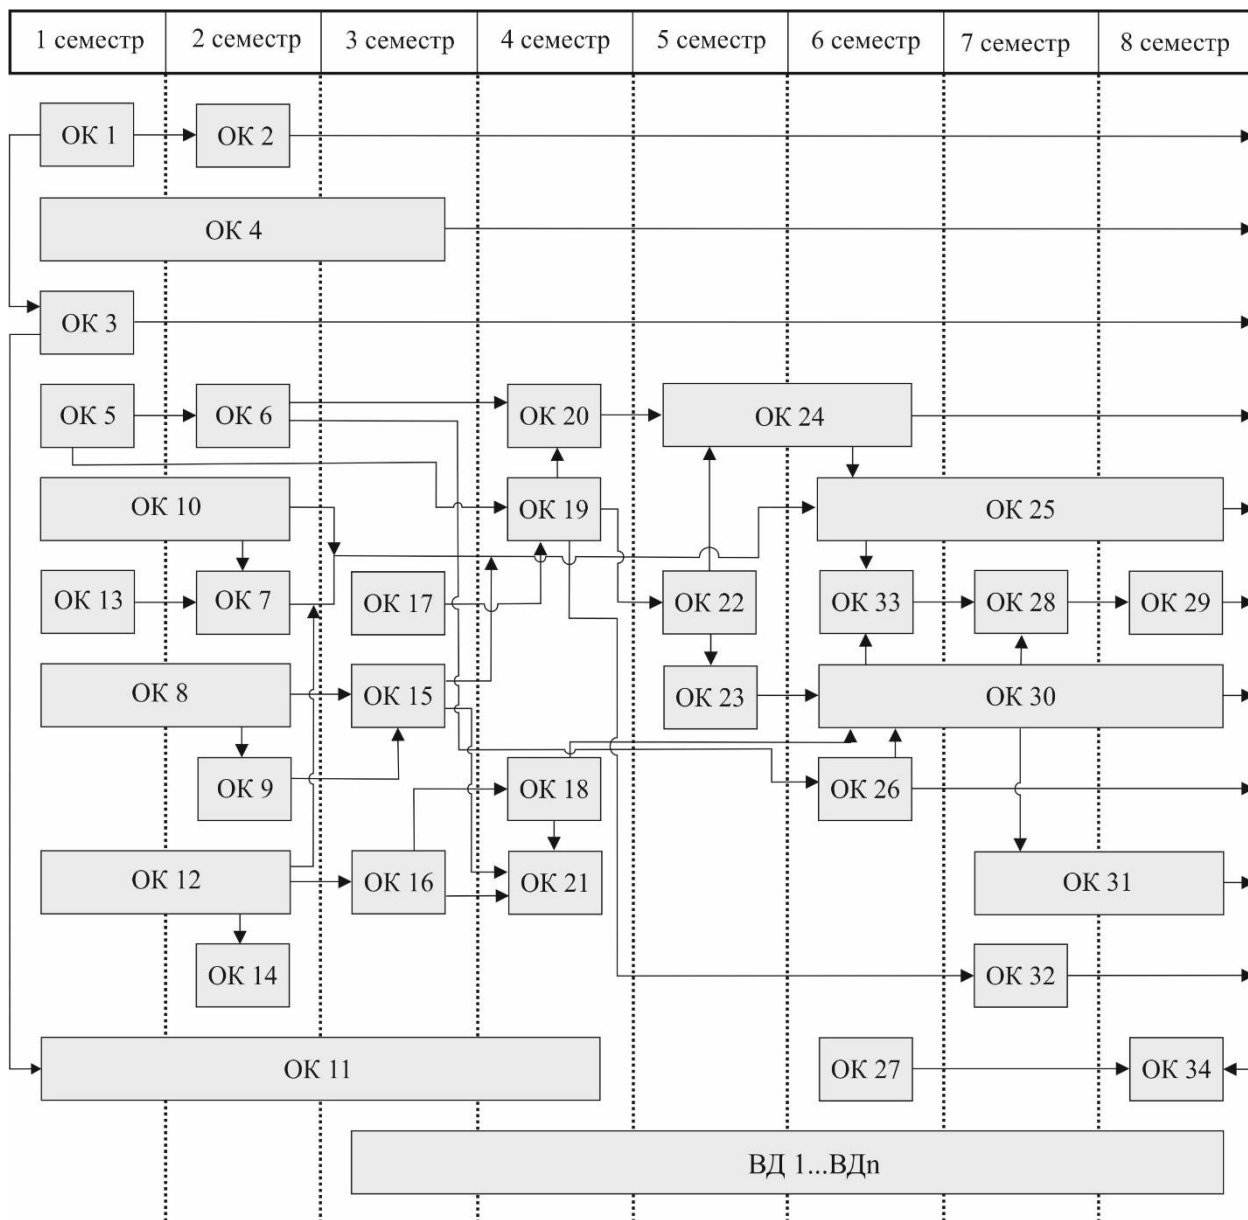 1 семестр
2 семестр
3 семестр
4 семестр
5 семестр
6 семестр
7 семестр
8 семестр
ОК 1
ОК 2
ОК 4
ОК 3
ОК 5
ОК 6
ОК 20
ОК 24
ОК 10
ОК 19
ОК 25
ОК 13
ОК 7
ОК 17
ОК 22
ОК 33
ОК 28
ОК 29
ОК 8
ОК 15
ОК 23
ОК 30
ОК 9
ОК 18
ОК 26
ОК 12
ОК 16
ОК 21
ОК 31
ОК 14
ОК 32
ОК 11
ОК 27
ОК 34
ВД 1...ВДn